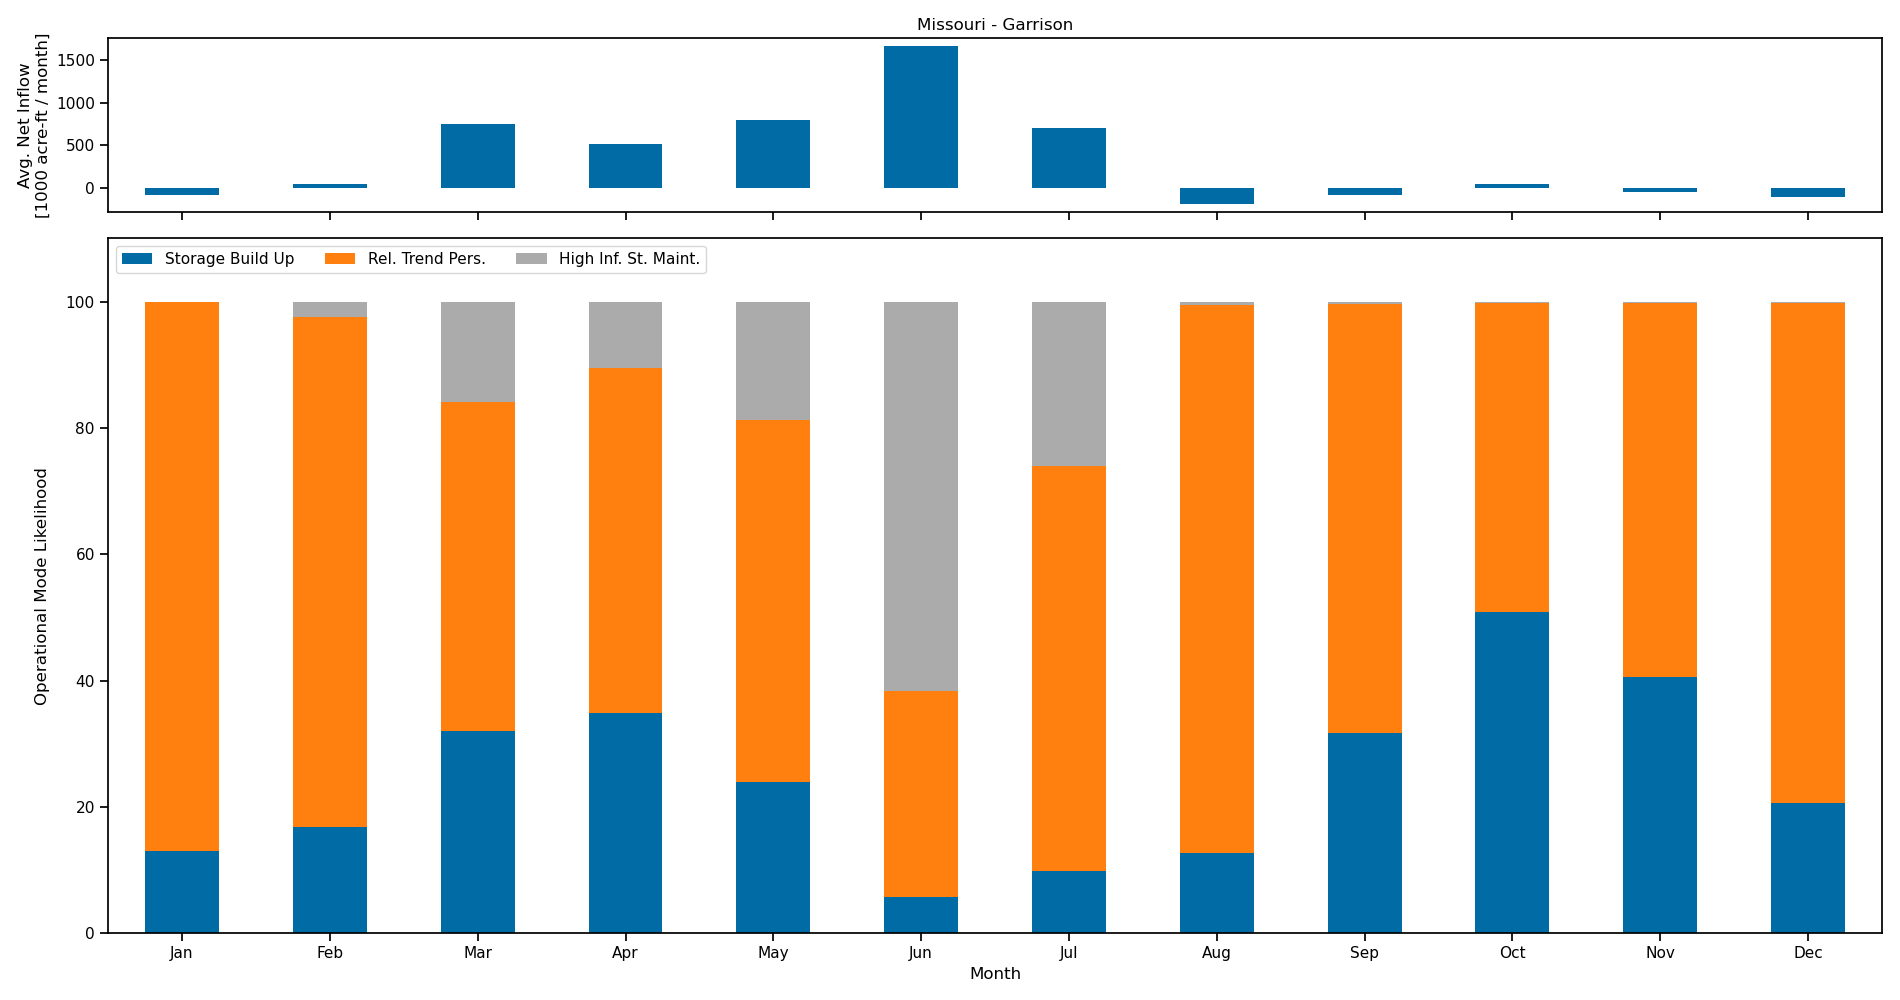 Missouri - Garrison
Avg. Net Inflow
[1000 acre-ft / month]
1500
1000
500
0
Storage Build Up
Rel. Trend Pers.
High Inf. St. Maint.
Operational Mode Likelihood
100
80
60
40
20
0
Jan Feb Mar Apr May Jun Jul Aug Sep Oct Nov Dec
Month